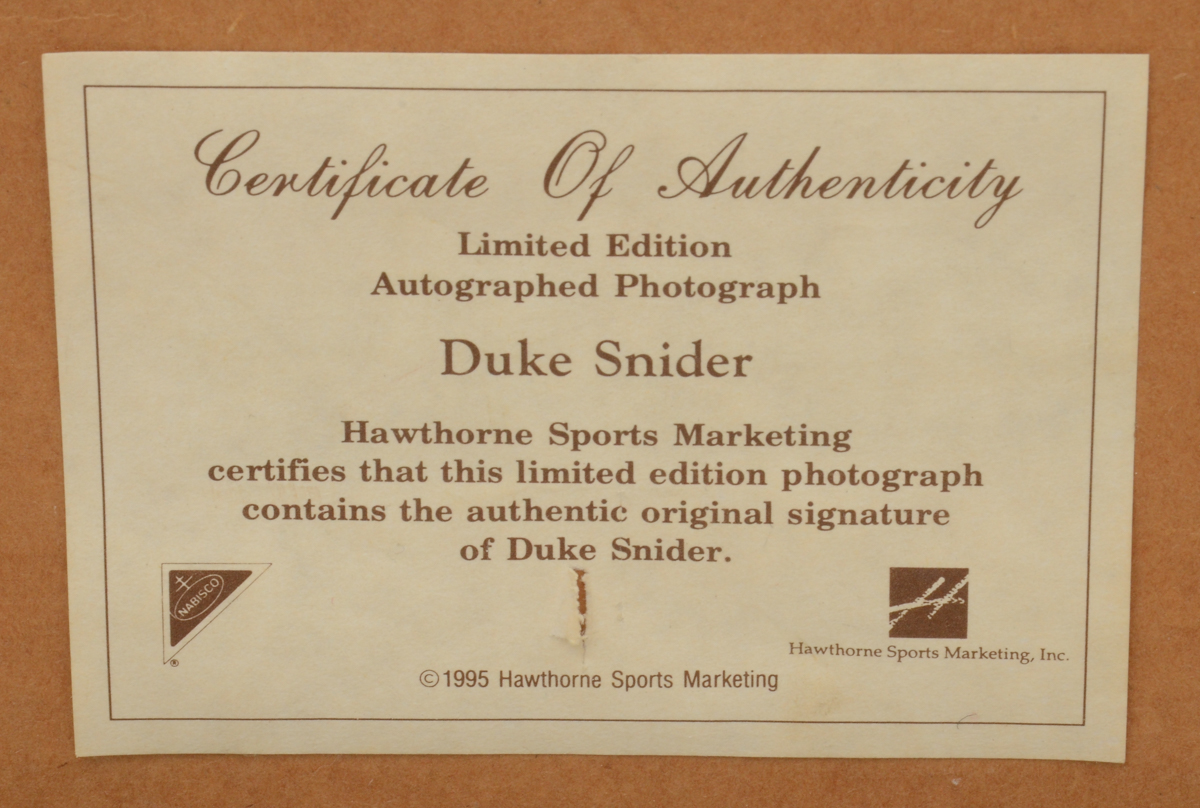 Certificate Of Authenticity
Limited Edition
Autographed Photograph
Duke Snider
Hawthorne Sports Marketing
certifies that this limited edition photograph
contains the authentic original signature
of Duke Snider.
NABISCO
®
Hawthorne Sports Marketing, Inc.
©1995 Hawthorne Sports Marketing